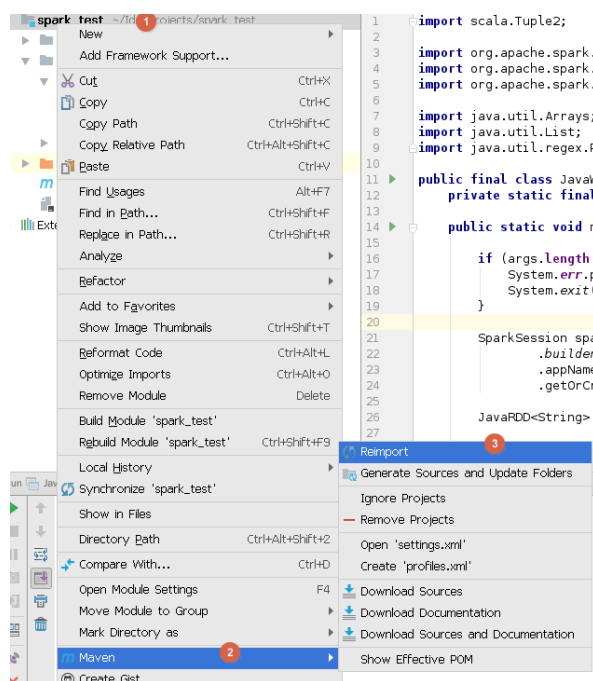 spark_test ~/Id Projects/spark_test
1
New
Add Framework Support...
Cut Ctrl+X
Copy Ctrl+C
Copy Path Ctrl+Shift+C
Copy Relative Path Ctrl+Alt+Shift+C
Paste Ctrl+V
Find Usages Alt+F7
Find in Path... Ctrl+Shift+F
Replace in Path... Ctrl+Shift+R
Analyze
Refactor
Add to Favorites
Show Image Thumbnails Ctrl+Shift+T
Reformat Code Ctrl+Alt+L
Optimize Imports Ctrl+Alt+O
Remove Module Delete
Build Module 'spark_test'
Rebuild Module 'spark_test' Ctrl+Shift+F9
Local History
Synchronize 'spark_test'
Show in Files
Directory Path Ctrl+Alt+Shift+2
Compare With... Ctrl+D
Open Module Settings F4
Move Module to Group
Mark Directory as
Maven
2
Create Gist
m
Exte
un Jav
1 import scala.Tuple2;
2
3 import org.apache.spark.
4 import org.apache.spark.
5 import org.apache.spark.
6
7 import java.util.Arrays;
8 import java.util.List;
9 import java.util.regex.P
10
11 public final class JavaW
12 private static final
13
14 public static void m
15
16 if (args.length
17 System.err.p
18 System.exit(
19 }
20
21 SparkSession spa
22 .builder
23 .appName
24 .getOrCr
25
26 JavaRDD<String>
27
3
Reimport
Generate Sources and Update Folders
Ignore Projects
Remove Projects
Open 'settings.xml'
Create 'profiles.xml'
Download Sources
Download Documentation
Download Sources and Documentation
Show Effective POM